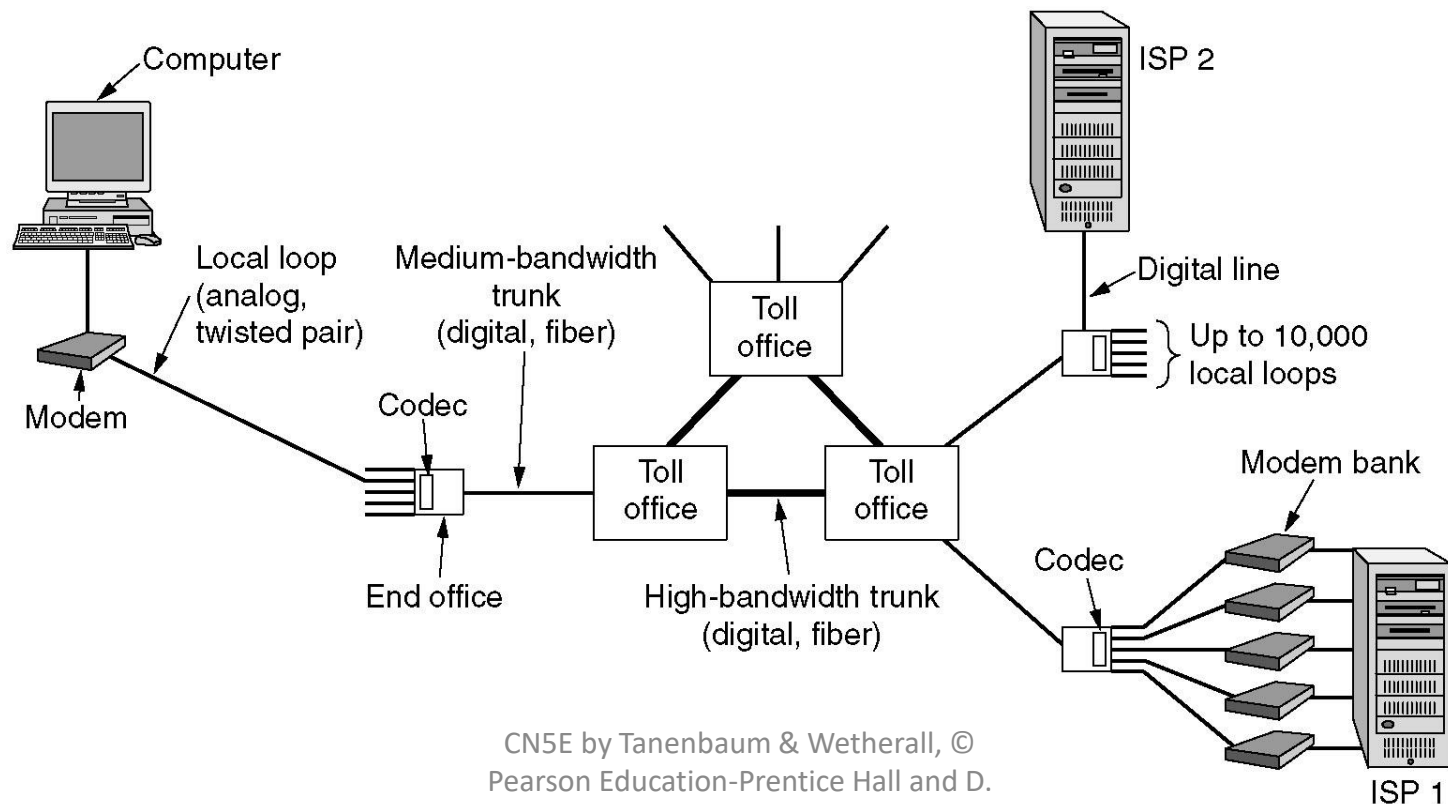 Computer
ISP 2
Local loop
(analog,
twisted pair)
Medium-bandwidth
trunk
(digital, fiber)
Digital line
Toll
office
Up to 10,000
local loops
Modem
Codec
Toll
office
Toll
office
Modem bank
End office
High-bandwidth trunk
(digital, fiber)
Codec
CN5E by Tanenbaum & Wetherall, ©
Pearson Education-Prentice Hall and D.
ISP 1